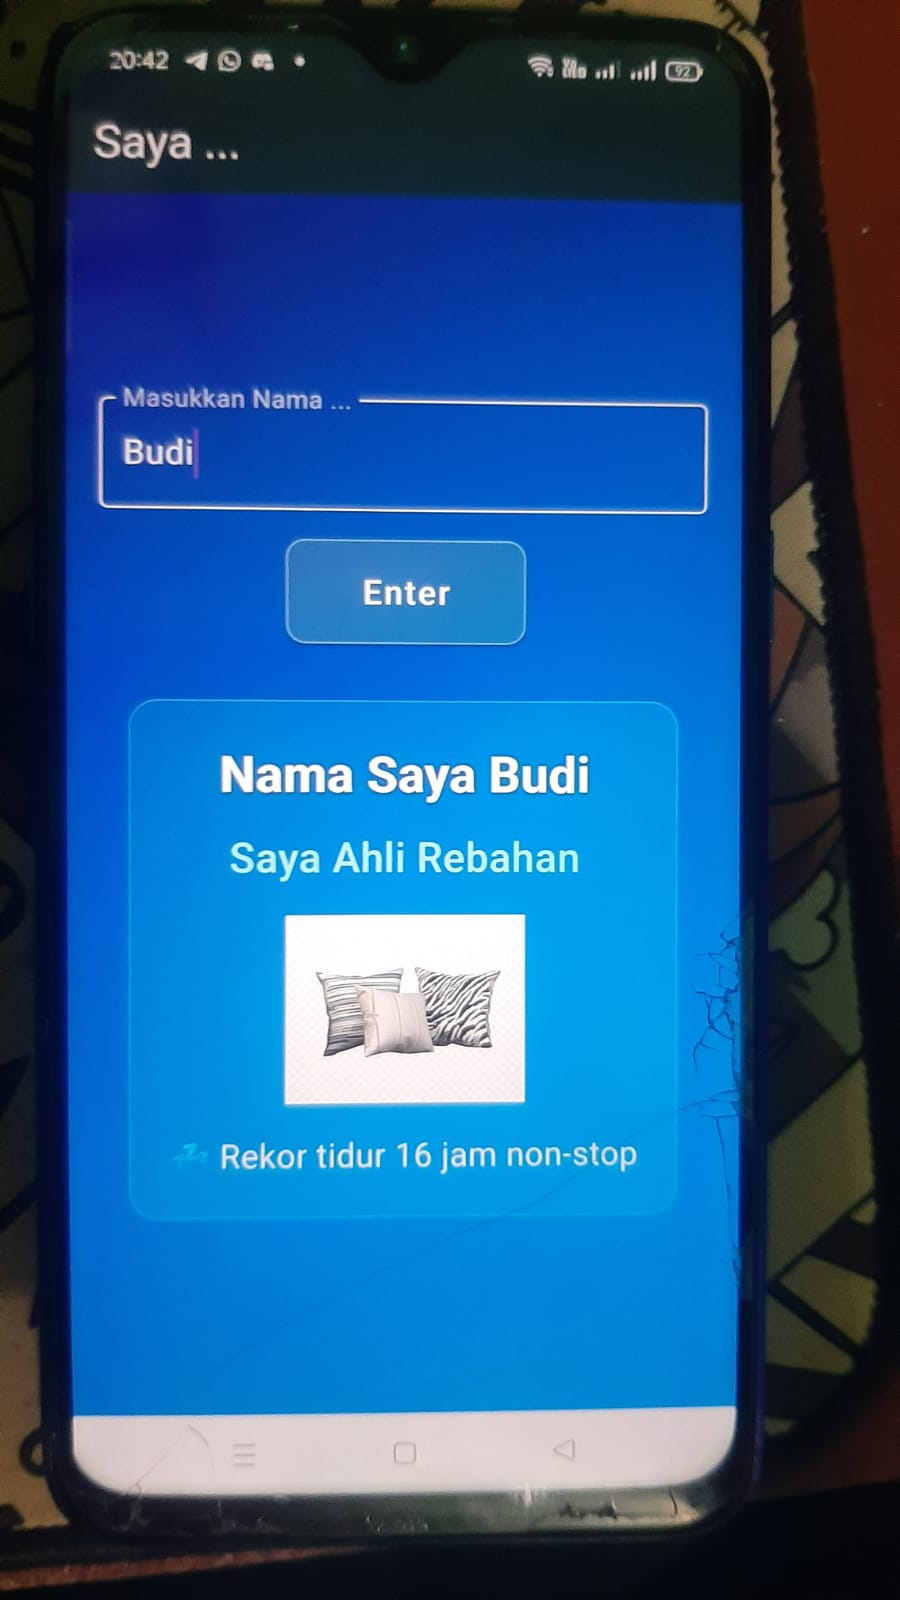 20:42
92
Saya ...
Masukkan Nama ...
Budi
Enter
Nama Saya Budi
Saya Ahli Rebahan
Rekor tidur 16 jam non-stop